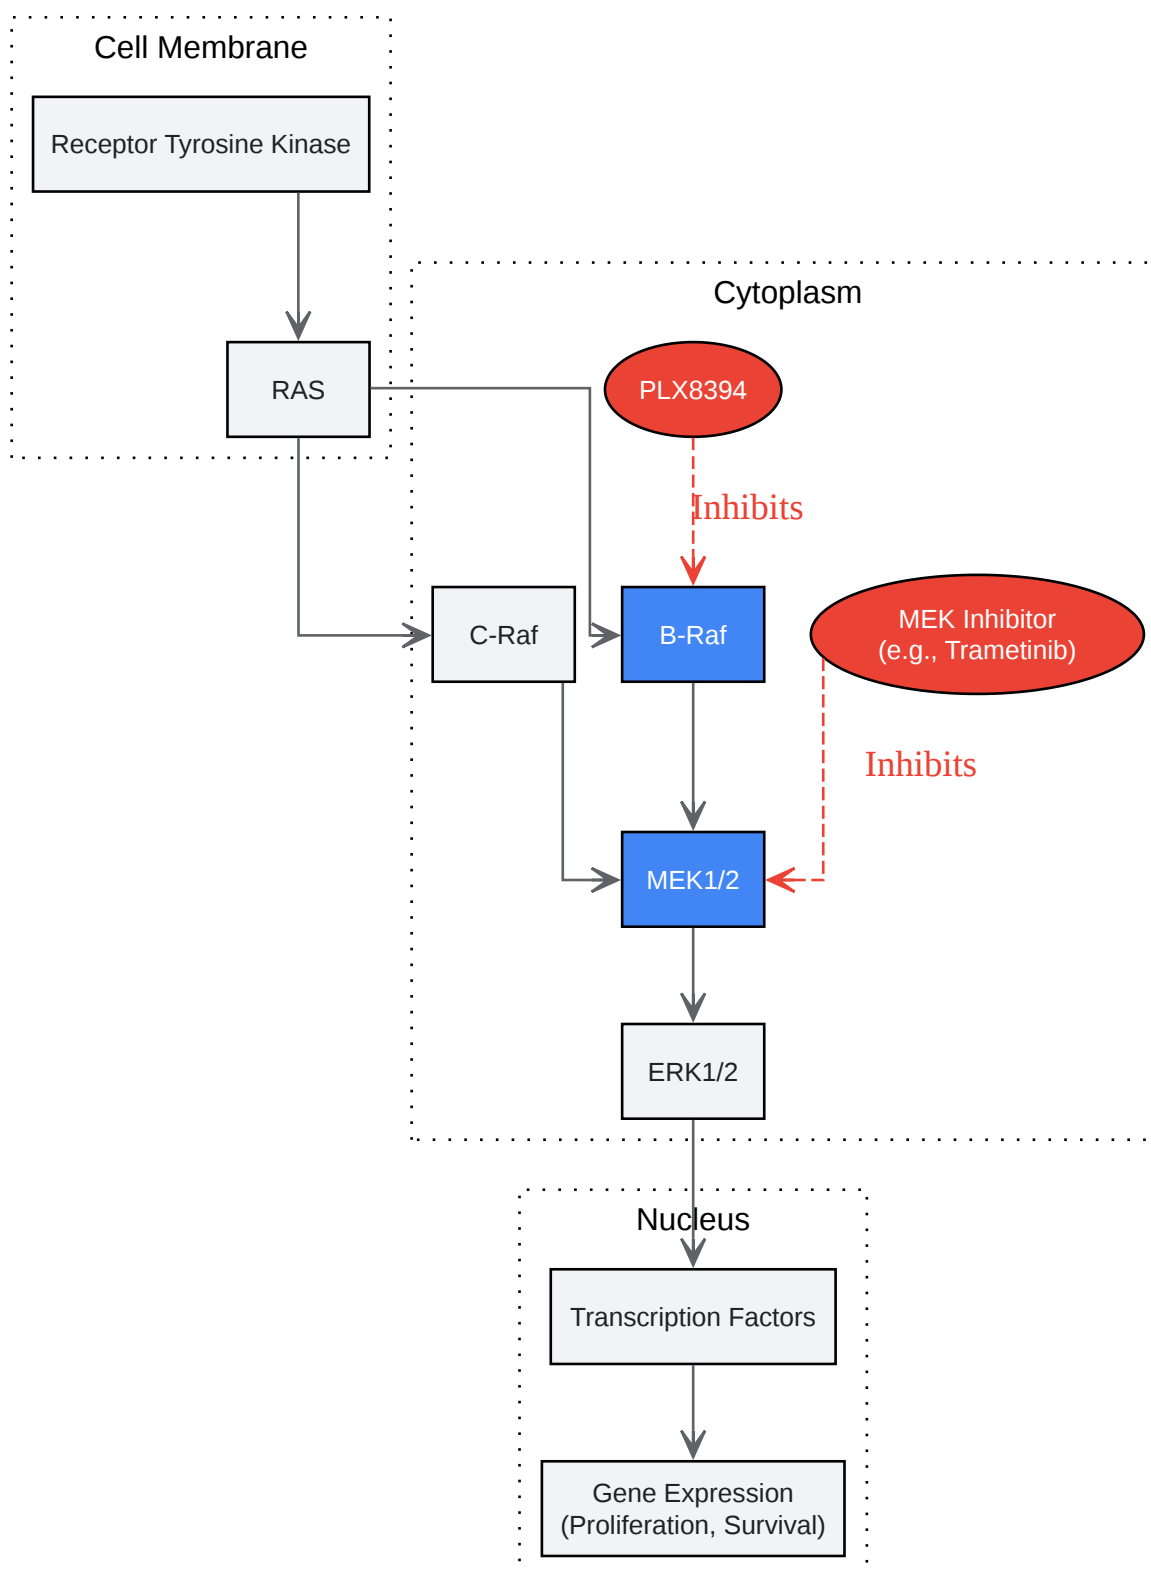 Cell Membrane
Receptor Tyrosine Kinase
Cytoplasm
RAS
PLX8394
Inhibits
C-Raf
B-Raf
MEK Inhibitor
(e.g., Trametinib)
Inhibits
MEK1/2
ERK1/2
Nucleus
Transcription Factors
Gene Expression
(Proliferation, Survival)